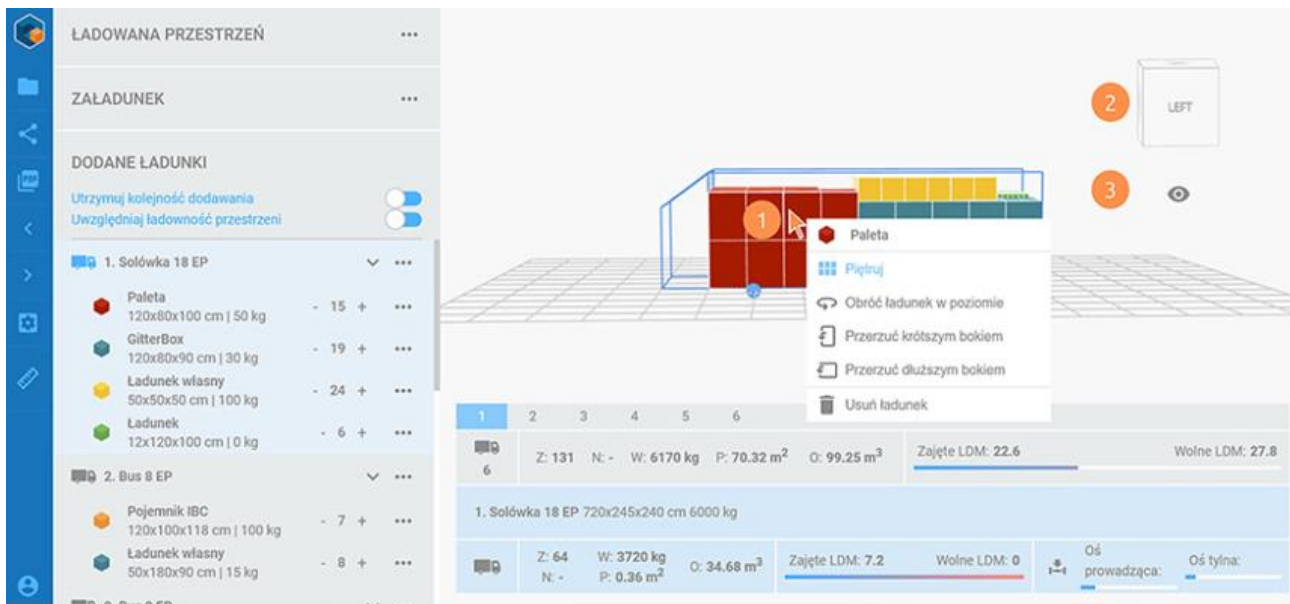 ŁADOWANA PRZESTRZEŃ
ZAŁADUNEK
DODANE ŁADUNKI
Utrzymuj kolejność dodawania
Uwzględniaj ładowność przestrzeni
1. Solówka 18 EP
Paleta
120x80x100 cm | 50 kg
- 15 +
GitterBox
120x80x90 cm | 30 kg
- 19 +
Ładunek własny
50x50x50 cm | 100 kg
- 24 +
Ładunek
12x120x100 cm | 0 kg
- 6 +
2. Bus 8 EP
Pojemnik IBC
120x100x118 cm | 100 kg
- 7 +
Ładunek własny
50x180x90 cm | 15 kg
- 8 +
PDF
2
LEFT
3
1
Paleta
Piętruj
Obróć ładunek w poziomie
Przerzuć krótszym bokiem
Przerzuć dłuższym bokiem
Usuń ładunek
1 2 3 4 5 6
6
Z: 131 N: - W: 6170 kg P: 70.32 m² O: 99.25 m³
Zajęte LDM: 22.6 Wolne LDM: 27.8
1. Solówka 18 EP 720x245x240 cm 6000 kg
Z: 64 W: 3720 kg
N: - P: 0.36 m²
O: 34.68 m³
Zajęte LDM: 7.2 Wolne LDM: 0
Oś prowadząca:
Oś tylna: